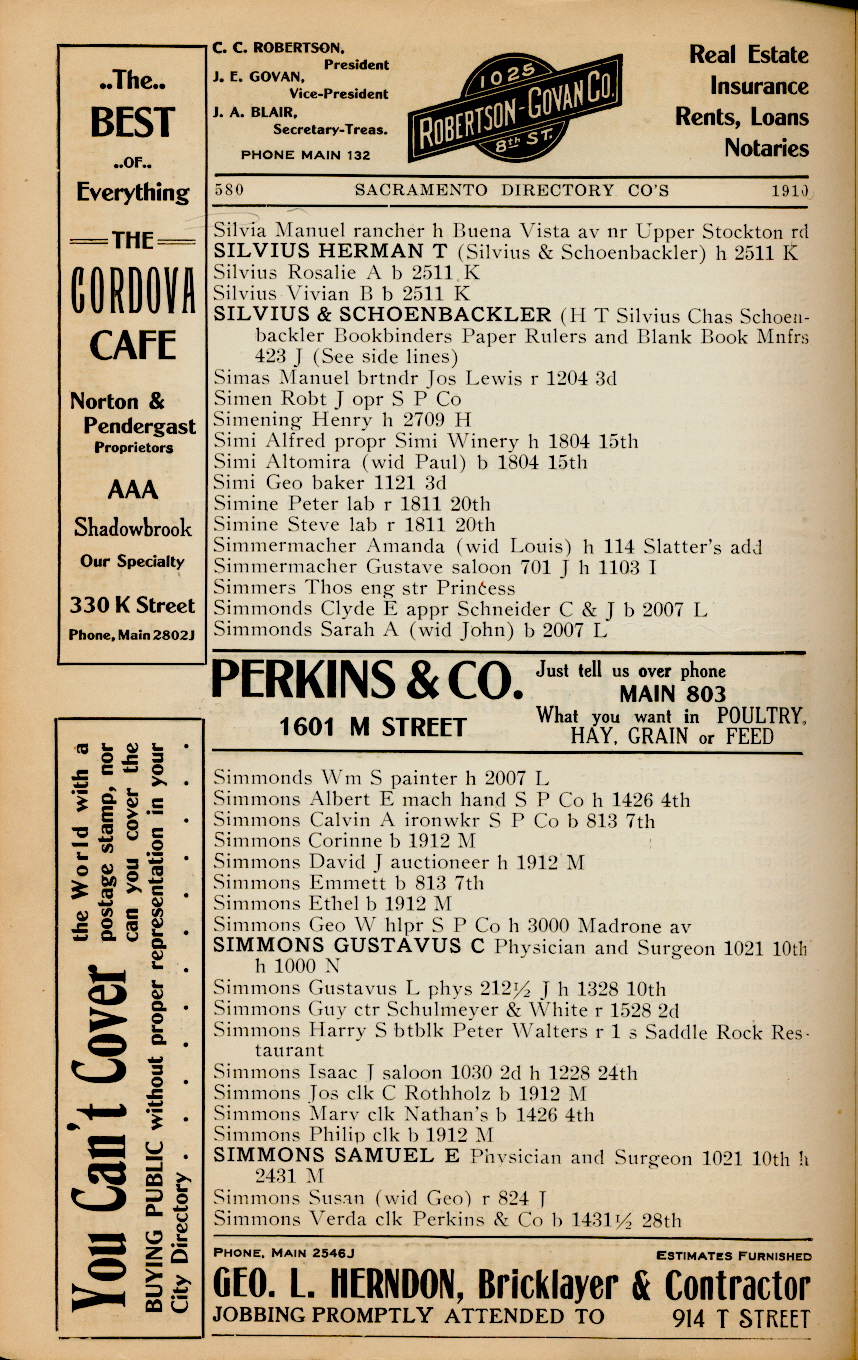 C. C. ROBERTSON,
President
J. E. GOVAN,
Vice-President
J. A. BLAIR,
Secretary-Treas.
PHONE MAIN 132
1025
ROBERTSON-GOVAN CO.
8th ST.
Real Estate
Insurance
Rents, Loans
Notaries
580 SACRAMENTO DIRECTORY CO'S 1910
..The..
BEST
..OF..
Everything
THE
CORDOVA
CAFE
Norton &
Pendergast
Proprietors
AAA
Shadowbrook
Our Specialty
330 K Street
Phone, Main 2802J
Silvia Manuel rancher h Buena Vista av nr Upper Stockton rd
SILVIUS HERMAN T (Silvius & Schoenbackler) h 2511 K
Silvius Rosalie A b 2511 K
Silvius Vivian B b 2511 K
SILVIUS & SCHOENBACKLER (H T Silvius Chas Schoen-
backler Bookbinders Paper Rulers and Blank Book Mnfrs
423 J (See side lines)
Simas Manuel brtndr Jos Lewis r 1204 3d
Simen Robt J opr S P Co
Simening Henry h 2709 H
Simi Alfred propr Simi Winery h 1804 15th
Simi Altomira (wid Paul) b 1804 15th
Simi Geo baker 1121 3d
Simine Peter lab r 1811 20th
Simine Steve lab r 1811 20th
Simmermacher Amanda (wid Louis) h 114 Slatter's add
Simmermacher Gustave saloon 701 J h 1103 I
Simmers Thos eng str Princess
Simmonds Clyde E appr Schneider C & J b 2007 L
Simmonds Sarah A (wid John) b 2007 L
PERKINS & CO.
1601 M STREET
Just tell us over phone
MAIN 803
What you want in POULTRY,
HAY, GRAIN or FEED
You Can't Cover
the World with a
postage stamp, nor
can you cover the
BUYING PUBLIC without proper representation in your
City Directory . . . . . . . . . . .
Simmonds Wm S painter h 2007 L
Simmons Albert E mach hand S P Co h 1426 4th
Simmons Calvin A ironwkr S P Co b 813 7th
Simmons Corinne b 1912 M
Simmons David J auctioneer h 1912 M
Simmons Emmett b 813 7th
Simmons Ethel b 1912 M
Simmons Geo W hlpr S P Co h 3000 Madrone av
SIMMONS GUSTAVUS C Physician and Surgeon 1021 10th
h 1000 N
Simmons Gustavus L phys 212½ J h 1328 10th
Simmons Guy ctr Schulmeyer & White r 1528 2d
Simmons Harry S btblk Peter Walters r 1 s Saddle Rock Res-
taurant
Simmons Isaac J saloon 1030 2d h 1228 24th
Simmons Jos clk C Rothholz b 1912 M
Simmons Mary clk Nathan's b 1426 4th
Simmons Philip clk b 1912 M
SIMMONS SAMUEL E Physician and Surgeon 1021 10th h
2431 M
Simmons Susan (wid Geo) r 824 J
Simmons Verda clk Perkins & Co b 1431½ 28th
PHONE, MAIN 2546J ESTIMATES FURNISHED
GEO. L. HERNDON, Bricklayer & Contractor
JOBBING PROMPTLY ATTENDED TO 914 T STREET